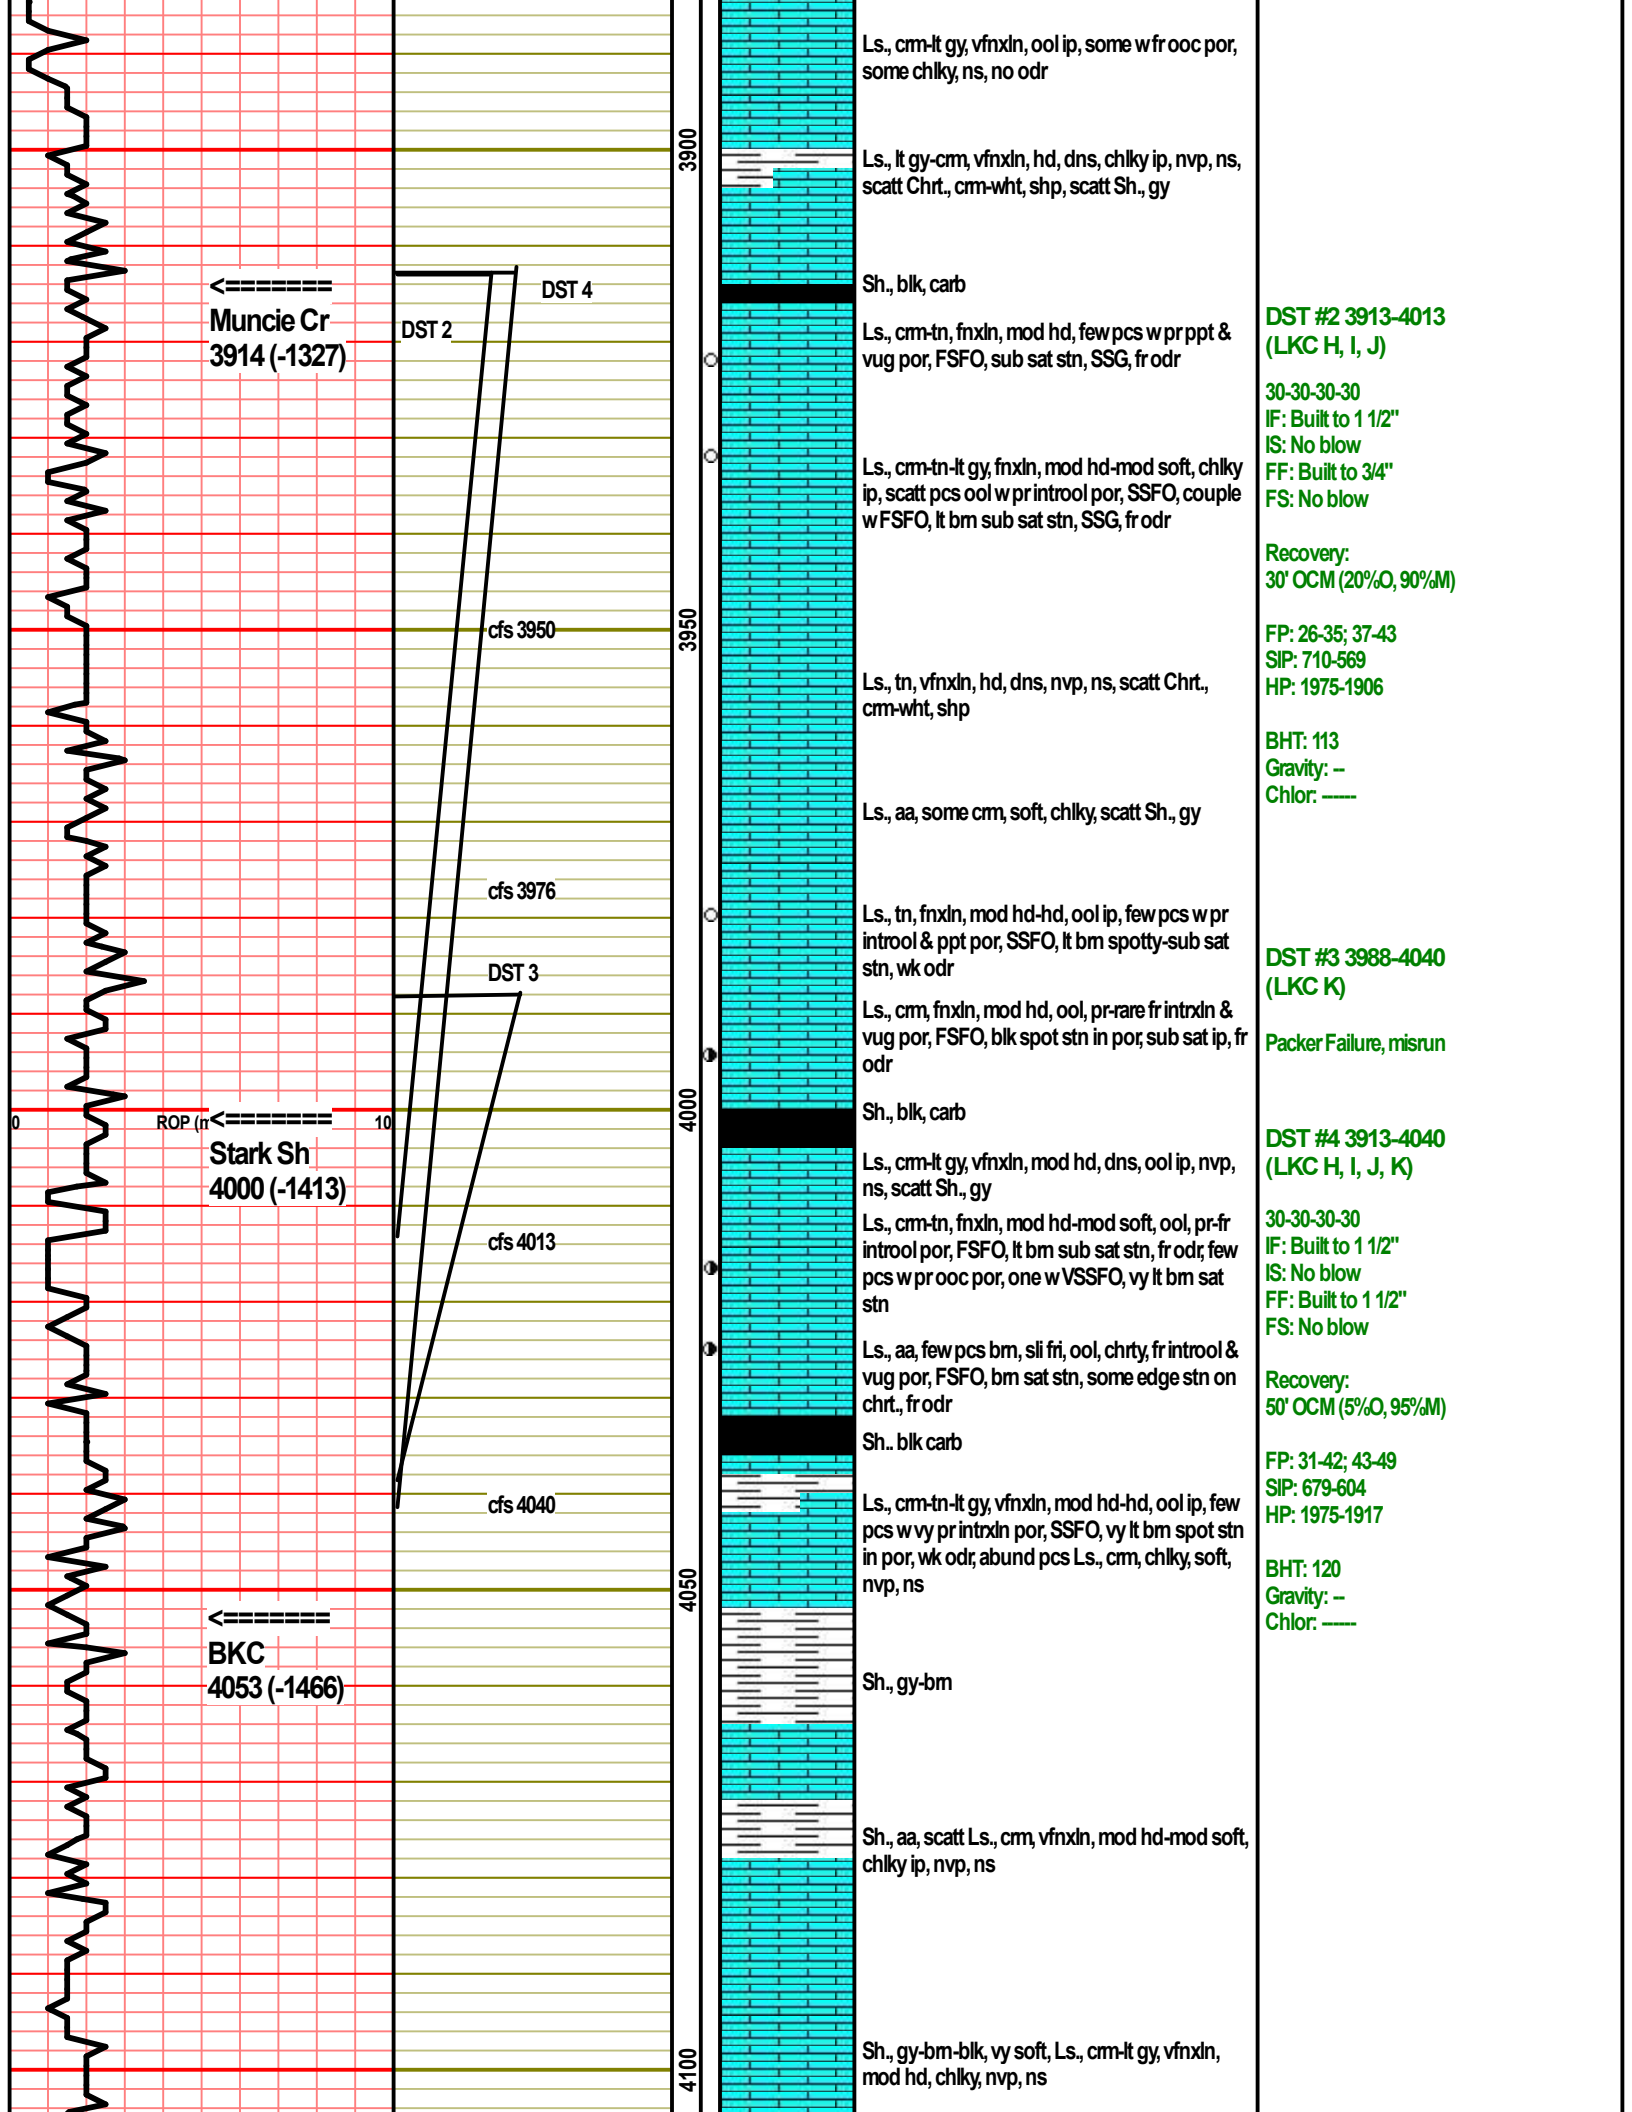 Ls., crm-lt gy, vfnxln, ool ip, some w fr ooc por,
some chlky, ns, no odr
3900
Ls., lt gy-crm, vfnxln, hd, dns, chlky ip, nvp, ns,
scatt Chrt., crm-wht, shp, scatt Sh., gy
<=======
Muncie Cr
3914 (-1327)
DST 4
DST 2
Sh., blk, carb
Ls., crm-tn, fnxln, mod hd, few pcs w pr ppt &
vug por, FSFO, sub sat stn, SSG, fr odr
DST #2 3913-4013
(LKC H, I, J)
30-30-30-30
IF: Built to 1 1/2"
IS: No blow
FF: Built to 3/4"
FS: No blow
Recovery:
30' OCM (20%O, 90%M)
FP: 26-35; 37-43
SIP: 710-569
HP: 1975-1906
BHT: 113
Gravity: --
Chlor: ------
Ls., crm-tn-lt gy, fnxln, mod hd-mod soft, chlky
ip, scatt pcs ool w pr introol por, SSFO, couple
w FSFO, lt brn sub sat stn, SSG, fr odr
cfs 3950
3950
Ls., tn, vfnxln, hd, dns, nvp, ns, scatt Chrt.,
crm-wht, shp
Ls., aa, some crm, soft, chlky, scatt Sh., gy
cfs 3976
Ls., tn, fnxln, mod hd-hd, ool ip, few pcs w pr
introol & ppt por, SSFO, lt brn spotty-sub sat
stn, wk odr
DST 3
DST #3 3988-4040
(LKC K)
Packer Failure, misrun
Ls., crm, fnxln, mod hd, ool, pr-rare fr intrxln &
vug por, FSFO, blk spot stn in por, sub sat ip, fr
odr
4000
0 ROP (m 10
<=======
Stark Sh
4000 (-1413)
Sh., blk, carb
Ls., crm-lt gy, vfnxln, mod hd, dns, ool ip, nvp,
ns, scatt Sh., gy
DST #4 3913-4040
(LKC H, I, J, K)
30-30-30-30
IF: Built to 1 1/2"
IS: No blow
FF: Built to 1 1/2"
FS: No blow
Recovery:
50' OCM (5%O, 95%M)
FP: 31-42; 43-49
SIP: 679-604
HP: 1975-1917
BHT: 120
Gravity: --
Chlor: ------
cfs 4013
Ls., crm-tn, fnxln, mod hd-mod soft, ool, pr-fr
introol por, FSFO, lt brn sub sat stn, fr odr, few
pcs w pr ooc por, one w VSSFO, vy lt brn sat
stn
Ls., aa, few pcs brn, sli fri, ool, chrty, fr introol &
vug por, FSFO, brn sat stn, some edge stn on
chrt., fr odr
Sh.. blk carb
cfs 4040
Ls., crm-tn-lt gy, vfnxln, mod hd-hd, ool ip, few
pcs w vy pr intrxln por, SSFO, vy lt brn spot stn
in por, wk odr, abund pcs Ls., crm, chlky, soft,
nvp, ns
4050
<=======
BKC
4053 (-1466)
Sh., gy-brn
Sh., aa, scatt Ls., crm, vfnxln, mod hd-mod soft,
chlky ip, nvp, ns
4100
Sh., gy-brn-blk, vy soft, Ls., crm-lt gy, vfnxln,
mod hd, chlky, nvp, ns